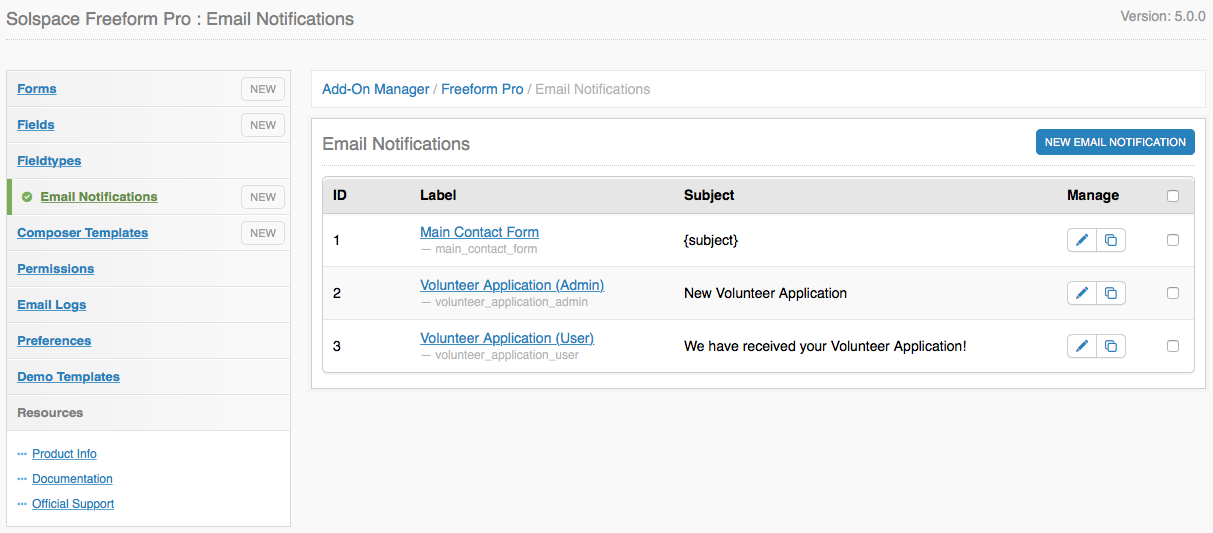 Solspace Freeform Pro : Email Notifications
Version: 5.0.0
Forms NEW
Fields NEW
Fieldtypes
Email Notifications NEW
Composer Templates NEW
Permissions
Email Logs
Preferences
Demo Templates
Resources
Product Info
Documentation
Official Support
Add-On Manager / Freeform Pro / Email Notifications
Email Notifications
NEW EMAIL NOTIFICATION
ID Label Subject Manage
1 Main Contact Form {subject}
— main_contact_form
2 Volunteer Application (Admin) New Volunteer Application
— volunteer_application_admin
3 Volunteer Application (User) We have received your Volunteer Application!
— volunteer_application_user